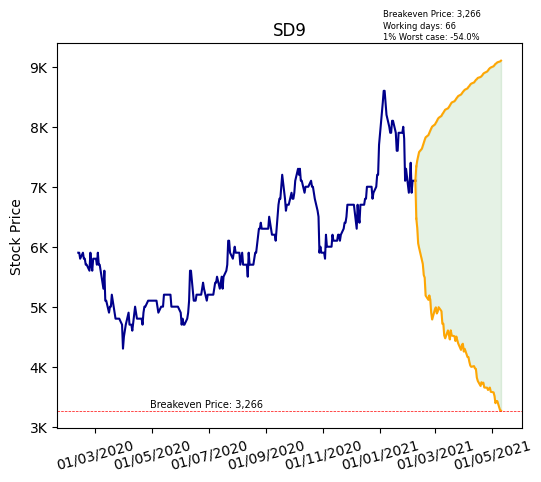 Breakeven Price: 3,266
Working days: 66
1% Worst case: -54.0%
SD9
9K
8K
7K
6K
5K
4K
3K
Stock Price
Breakeven Price: 3,266
01/03/2020
01/05/2020
01/07/2020
01/09/2020
01/11/2020
01/01/2021
01/03/2021
01/05/2021